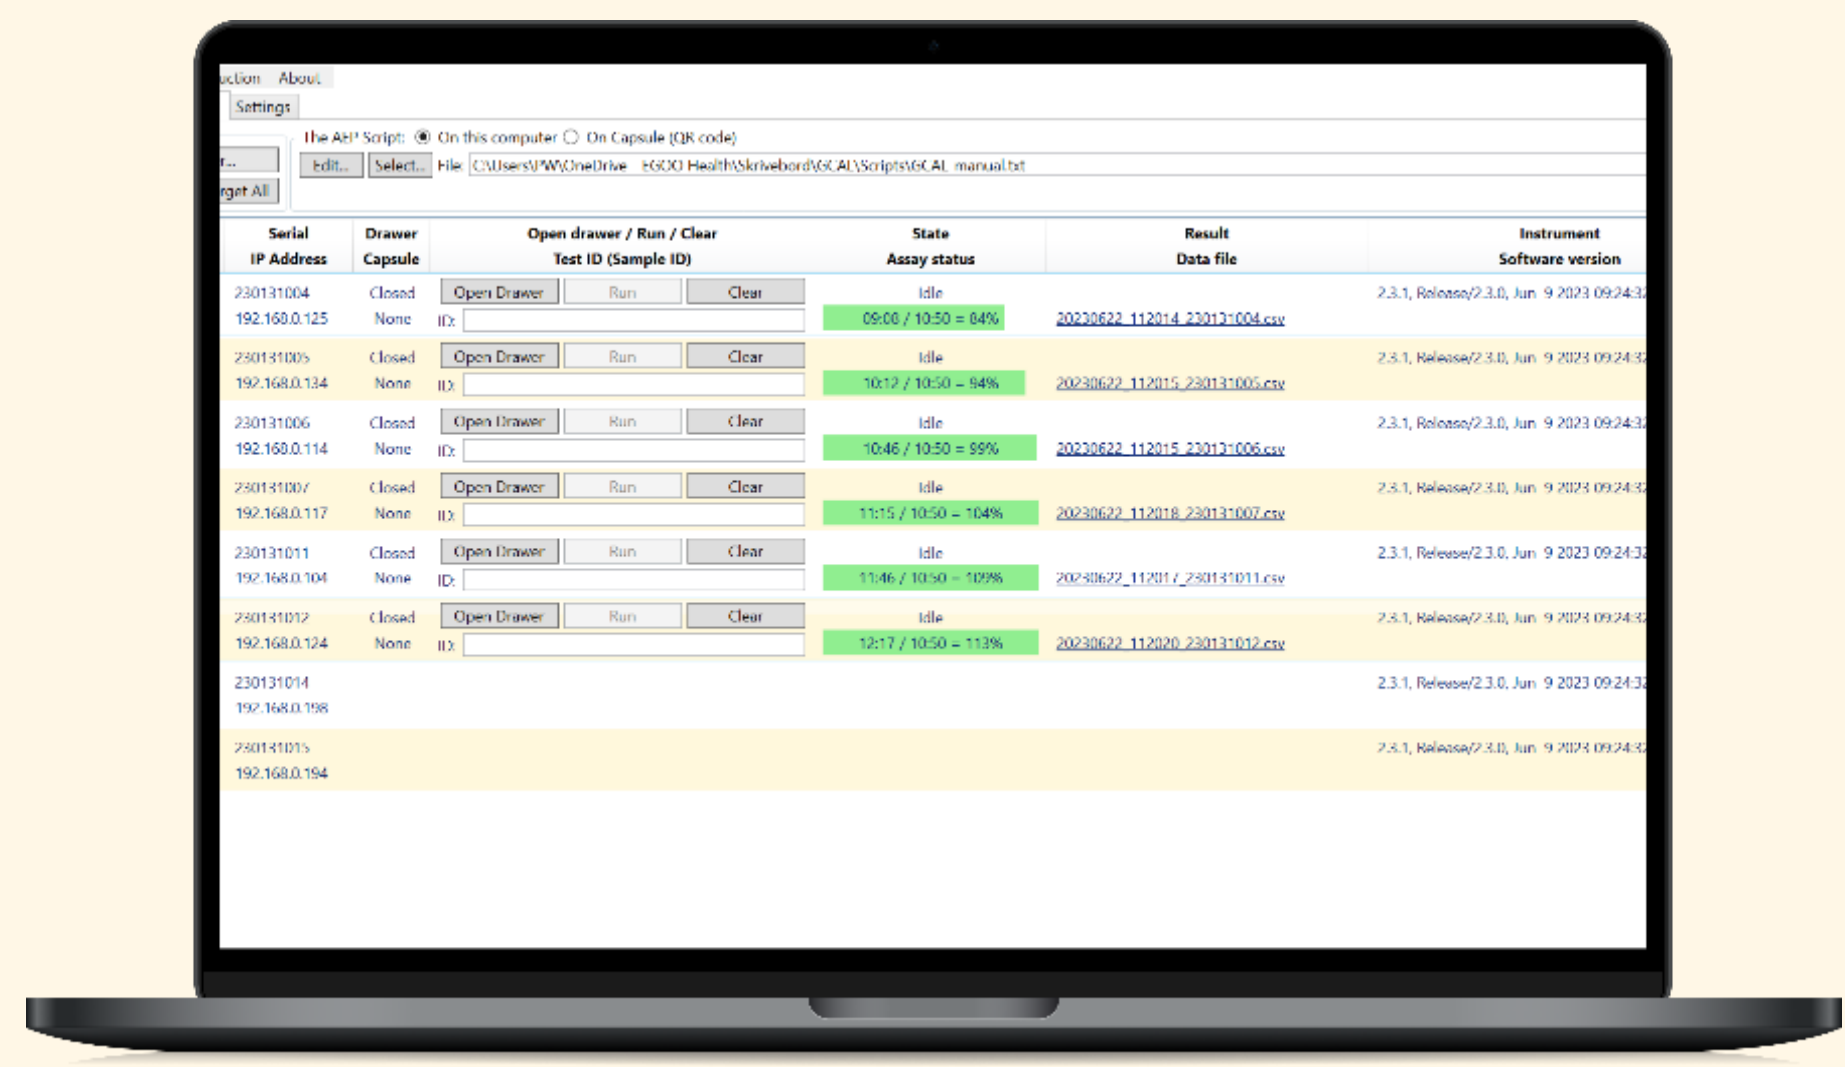 uction About
Settings
The AEP Script: On this computer On Capsule (QR code)
r... Edit... Select... File: C:\Users\PW\OneDrive EGOO Health\Skrivebord\GCAL\Scripts\GCAL manual.txt
rget All
Serial Drawer Open drawer / Run / Clear State Result Instrument
IP Address Capsule Test ID (Sample ID) Assay status Data file Software version
230131004 Closed Open Drawer Run Clear Idle 2.3.1, Release/2.3.0, Jun 9 2023 09:24:32
192.168.0.125 None ID: 09:08 / 10:50 = 84% 20230622_112014_230131004.csv
230131005 Closed Open Drawer Run Clear Idle 2.3.1, Release/2.3.0, Jun 9 2023 09:24:32
192.168.0.134 None ID: 10:12 / 10:50 = 94% 20230622_112015_230131005.csv
230131006 Closed Open Drawer Run Clear Idle 2.3.1, Release/2.3.0, Jun 9 2023 09:24:32
192.168.0.114 None ID: 10:46 / 10:50 = 99% 20230622_112015_230131006.csv
230131007 Closed Open Drawer Run Clear Idle 2.3.1, Release/2.3.0, Jun 9 2023 09:24:32
192.168.0.117 None ID: 11:15 / 10:50 = 104% 20230622_112018_230131007.csv
230131011 Closed Open Drawer Run Clear Idle 2.3.1, Release/2.3.0, Jun 9 2023 09:24:32
192.168.0.104 None ID: 11:46 / 10:50 = 109% 20230622_112017_230131011.csv
230131012 Closed Open Drawer Run Clear Idle 2.3.1, Release/2.3.0, Jun 9 2023 09:24:32
192.168.0.124 None ID: 12:17 / 10:50 = 113% 20230622_112020_230131012.csv
230131014 2.3.1, Release/2.3.0, Jun 9 2023 09:24:32
192.168.0.198
230131015 2.3.1, Release/2.3.0, Jun 9 2023 09:24:32
192.168.0.194